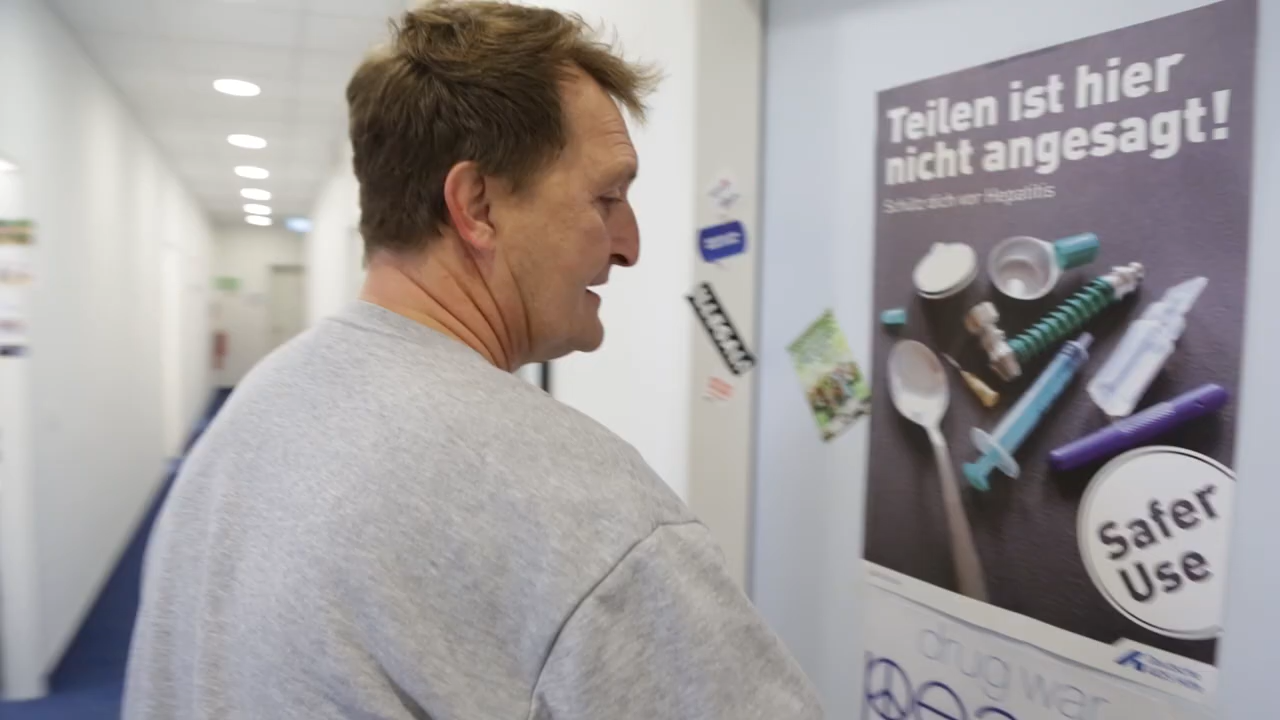 Teilen ist hier
nicht angesagt!
Schütz dich vor Hepatitis
Safer
Use
drug war